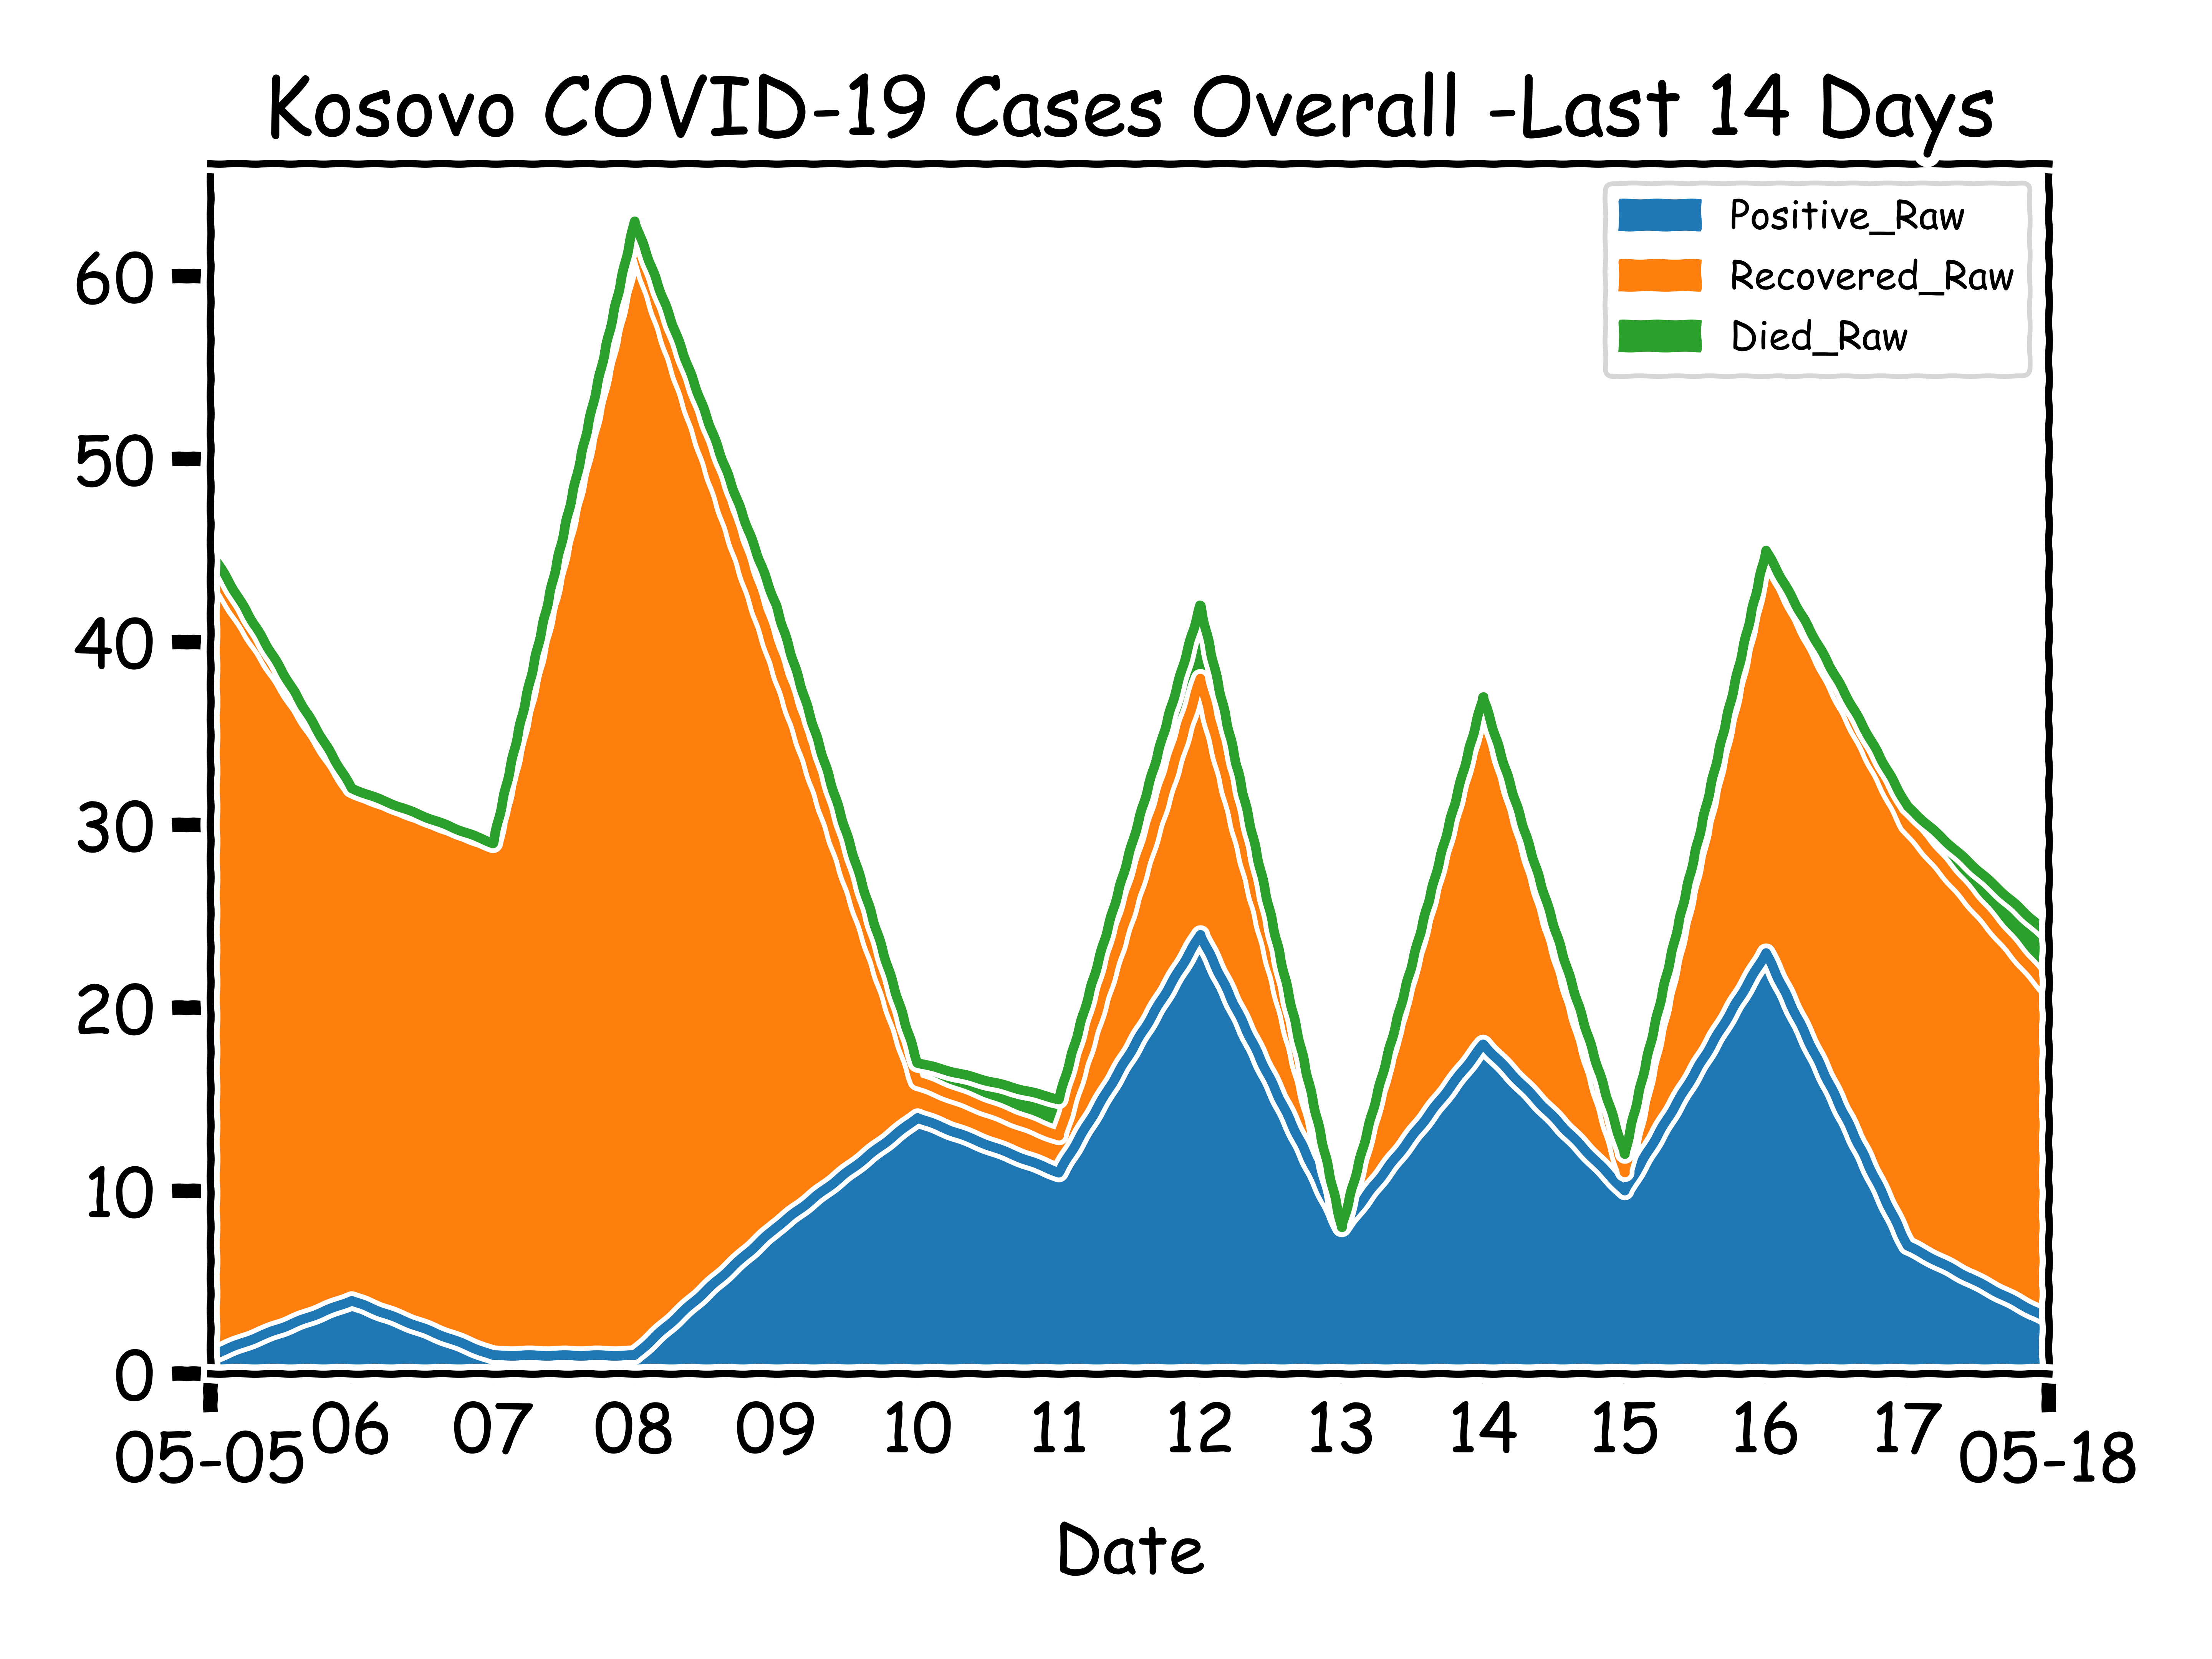 Kosovo COVID-19 Cases Overall -Last 14 Days
Positive_Raw
Recovered_Raw
Died_Raw
60
50
40
30
20
10
0
06 07 08 09 10 11 12 13 14 15 16 17
05-05 05-18
Date